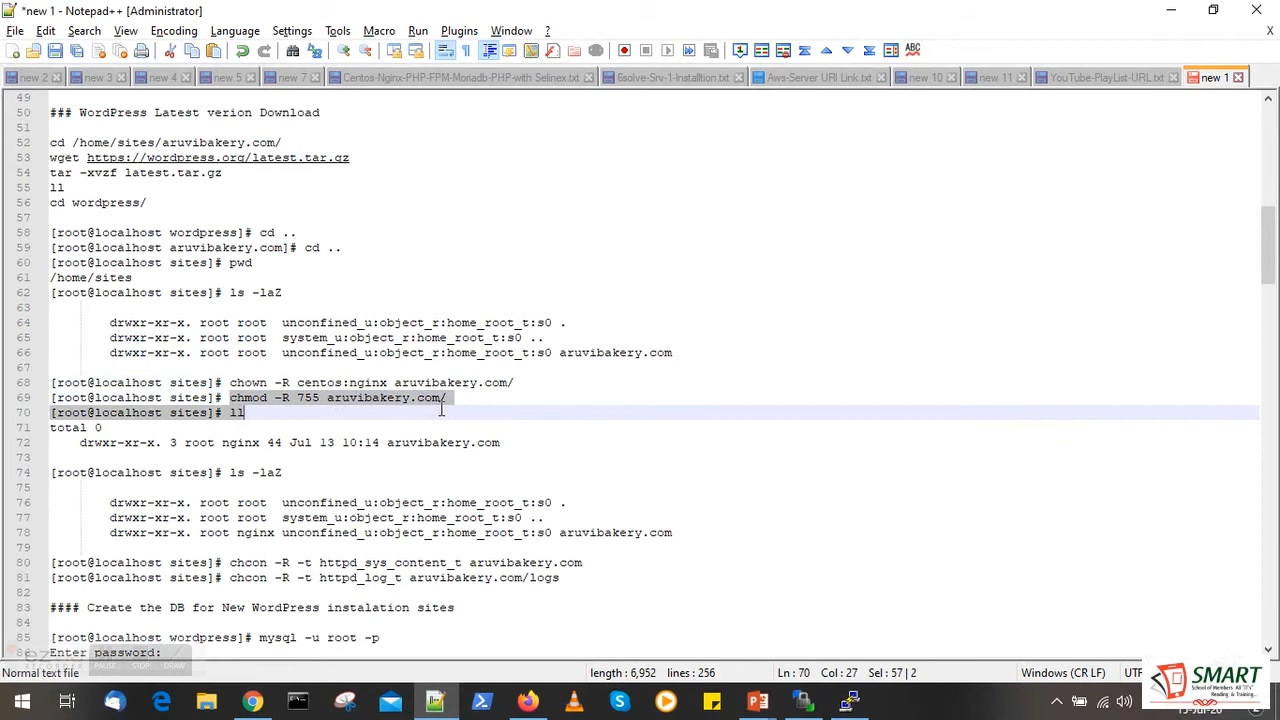 *new 1 - Notepad++ [Administrator]
File Edit Search View Encoding Language Settings Tools Macro Run Plugins Window ? X
new 2 new 3 new 4 new 5 new 7 Centos-Nginx-PHP-FPM-Moriado- with Selinex.txt Aws-Server URl Link.txt new 10 new 11 YouTube-PlayList-URL.txt new 1
49
50 ### WordPress Latest verion Download
51
52 cd /home/sites/aruvibakery.com/
53 wget https://wordpress.org/latest.tar.gz
54 tar -xvzf latest.tar.gz
55 ll
56 cd wordpress/
57
58 [root@localhost wordpress]# cd ..
59 [root@localhost aruvibakery.com]# cd ..
60 [root@localhost sites]# pwd
61 /home/sites
62 [root@localhost sites]# ls -laZ
63
64 drwxr-xr-x. root root unconfined_u:object_r:home_root_t:s0 .
65 drwxr-xr-x. root root system_u:object_r:home_root_t:s0 ..
66 drwxr-xr-x. root root unconfined_u:object_r:home_root_t:s0 aruvibakery.com
67
68 [root@localhost sites]# chown -R centos:nginx aruvibakery.com/
69 [root@localhost sites]# chmod -R 755 aruvibakery.com/
70 [root@localhost sites]# ll
71 total 0
72 drwxr-xr-x. 3 root nginx 44 Jul 13 10:14 aruvibakery.com
73
74 [root@localhost sites]# ls -laZ
75
76 drwxr-xr-x. root root unconfined_u:object_r:home_root_t:s0 .
77 drwxr-xr-x. root root system_u:object_r:home_root_t:s0 ..
78 drwxr-xr-x. root nginx unconfined_u:object_r:home_root_t:s0 aruvibakery.com
79
80 [root@localhost sites]# chcon -R -t httpd_sys_content_t aruvibakery.com
81 [root@localhost sites]# chcon -R -t httpd_log_t aruvibakery.com/logs
82
83 #### Create the DB for New WordPress instalation sites
84
85 [root@localhost wordpress]# mysql -u root -p
Enter password:
PAUSE STOP DRAW
Normal text file length : 6,952 lines : 256 Ln : 70 Col : 27 Sel : 57 | 2 Windows (CR LF) UTF
SMART
School of Members All "IT"s
Reading & Training...